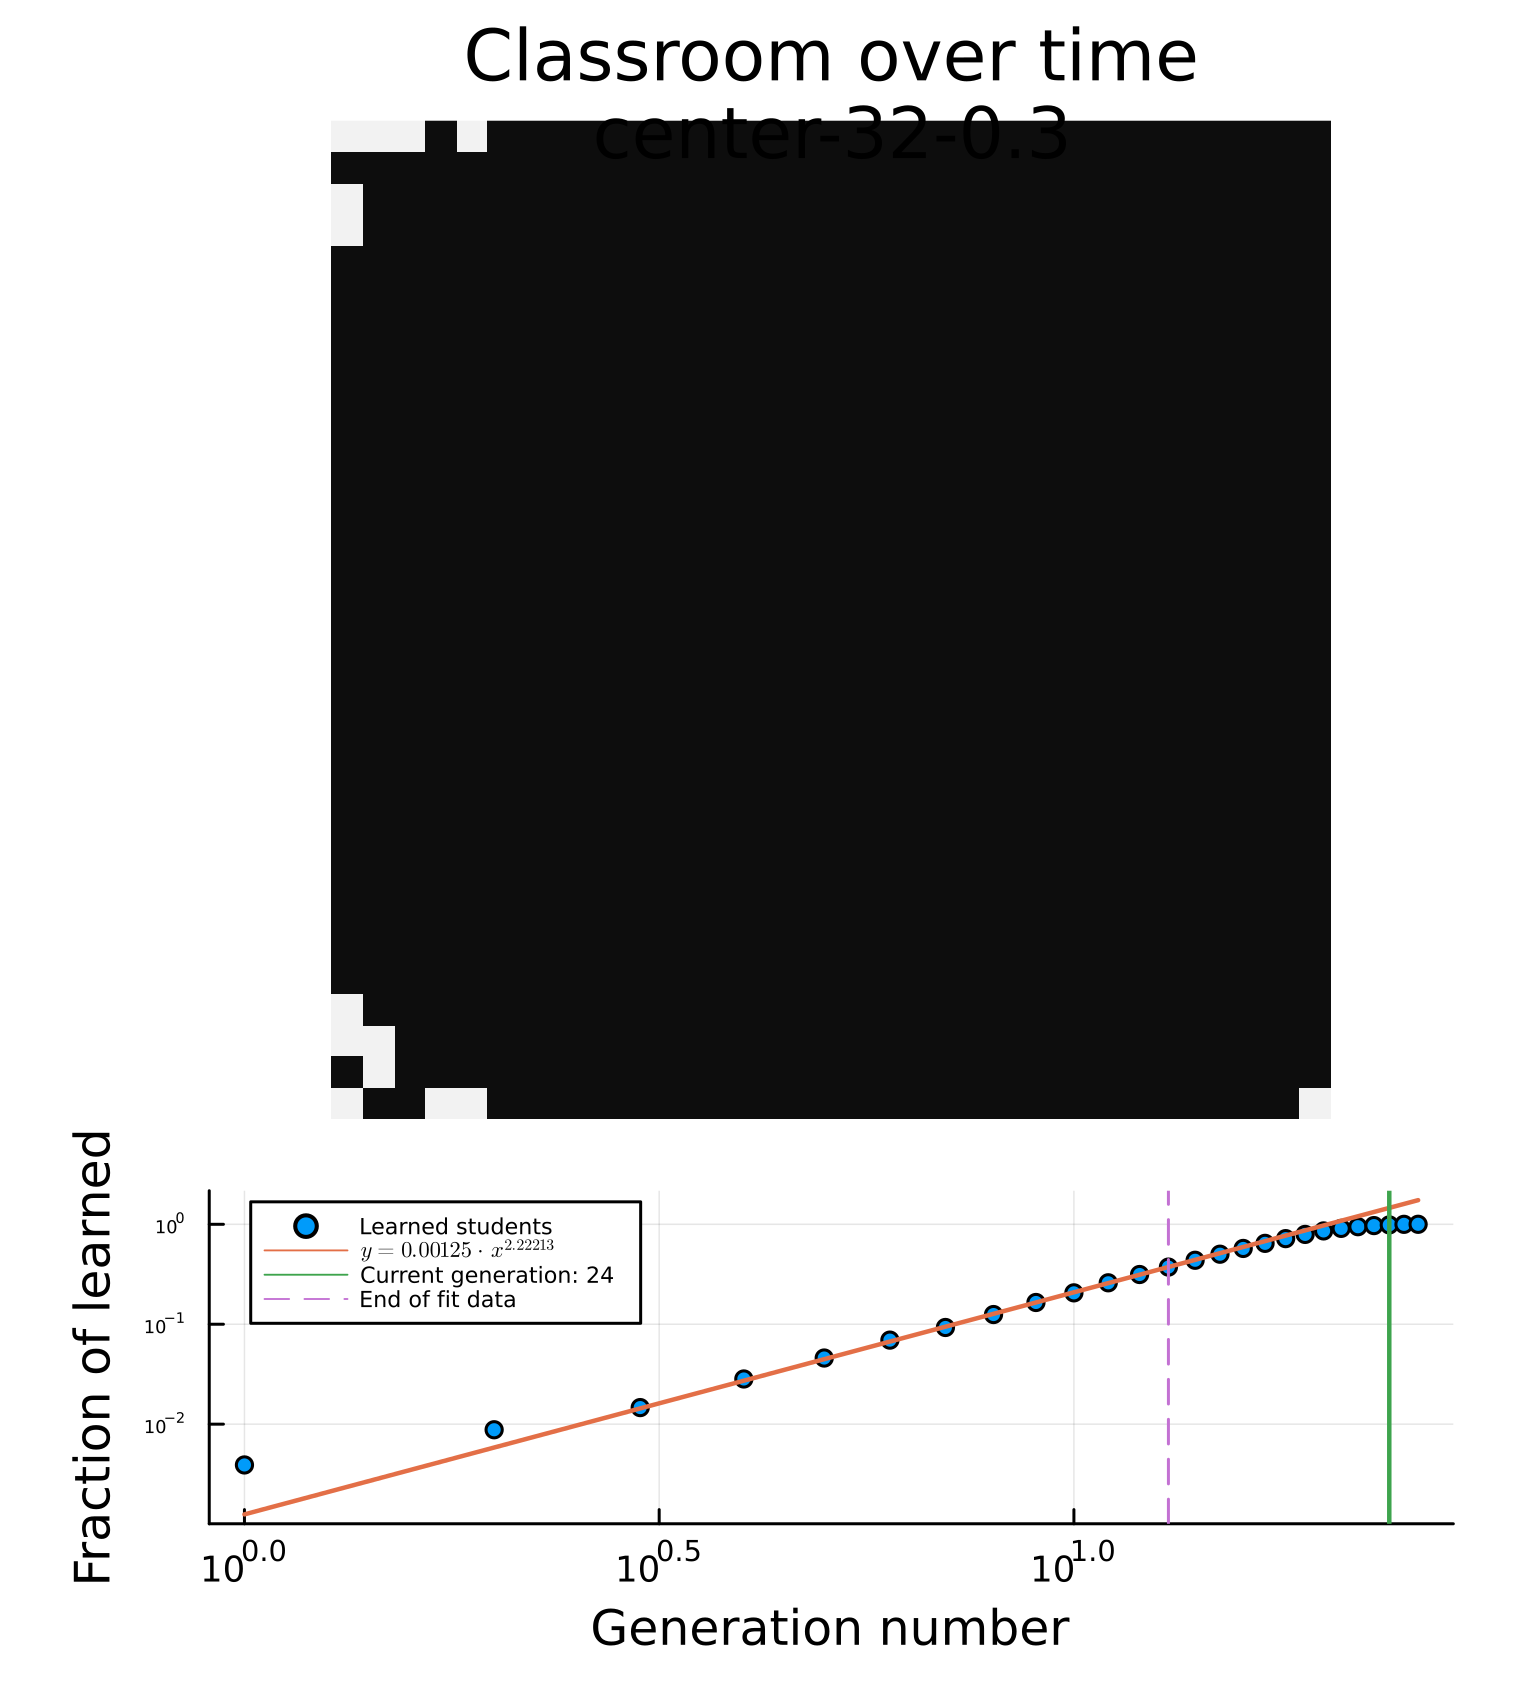 Classroom over time
center-32-0.3
Fraction of learned
10⁰
10⁻¹
10⁻²
Learned students
y = 0.00125 · x^2.22213
Current generation: 24
End of fit data
10^0.0
10^0.5
10^1.0
Generation number